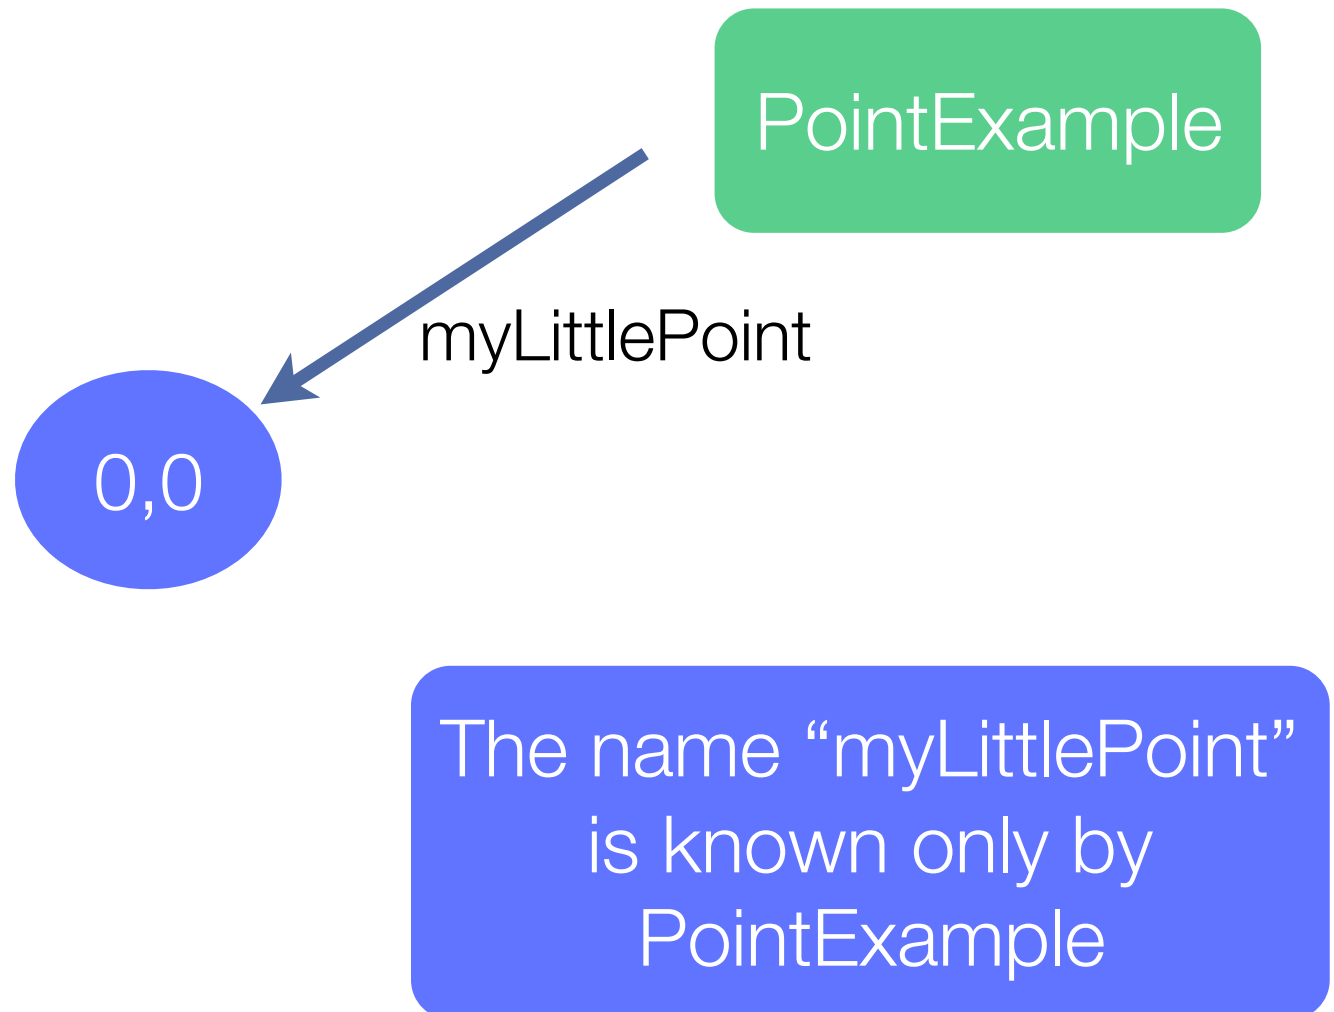 PointExample
myLittlePoint
0,0
The name “myLittlePoint”
is known only by
PointExample